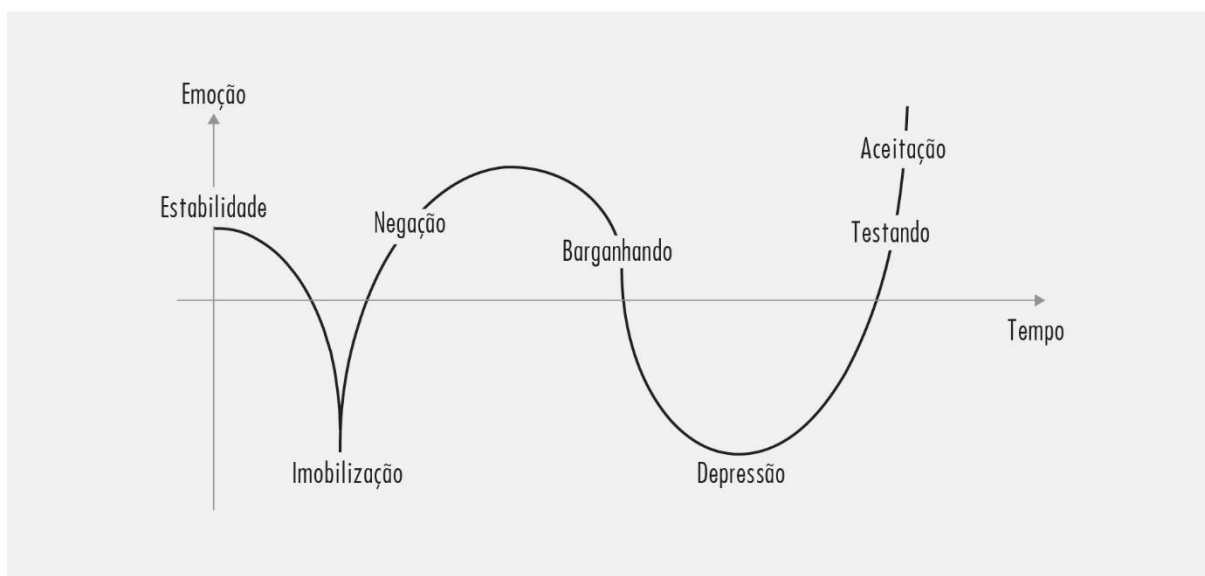 Emoção
Estabilidade
Negação
Barganhando
Aceitação
Testando
Tempo
Imobilização
Depressão